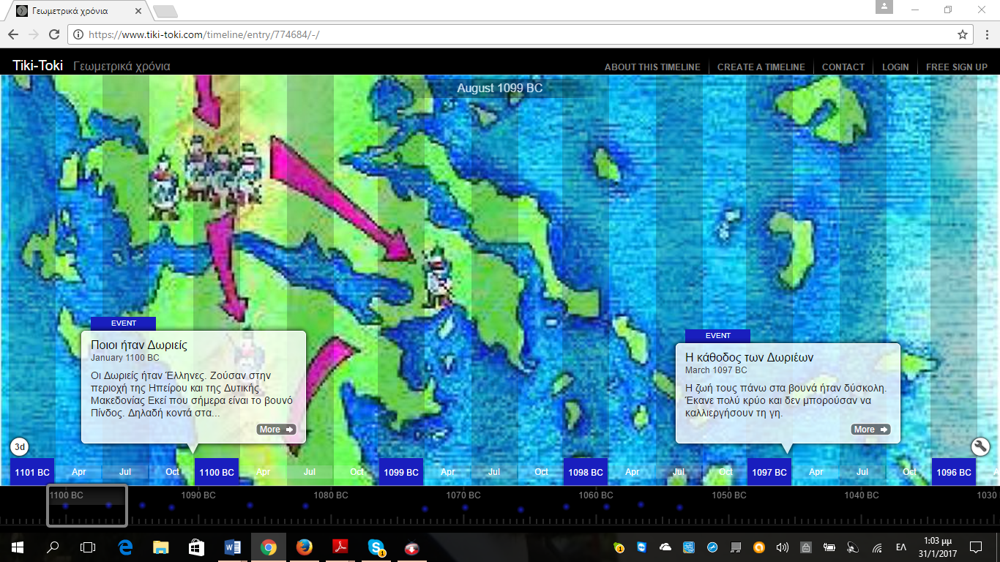 Γεωμετρικά χρόνια
https://www.tiki-toki.com/timeline/entry/774684/-/
Tiki-Toki Γεωμετρικά χρόνια
ABOUT THIS TIMELINE CREATE A TIMELINE CONTACT LOGIN FREE SIGN UP
August 1099 BC
EVENT
Ποιοι ήταν Δωριείς
January 1100 BC
Οι Δωριείς ήταν Έλληνες. Ζούσαν στην
περιοχή της Ηπείρου και της Δυτικής
Μακεδονίας Εκεί που σήμερα είναι το βουνό
Πίνδος. Δηλαδή κοντά στα...
More
EVENT
Η κάθοδος των Δωριέων
March 1097 BC
Η ζωή τους πάνω στα βουνά ήταν δύσκολη.
Έκανε πολύ κρύο και δεν μπορούσαν να
καλλιεργήσουν τη γη.
More
3d
1101 BC Apr Jul Oct 1100 BC Apr Jul Oct 1099 BC Apr Jul Oct 1098 BC Apr Jul Oct 1097 BC Apr Jul Oct 1096 BC
1100 BC 1090 BC 1080 BC 1070 BC 1060 BC 1050 BC 1040 BC 1030
ΕΛ 1:03 μμ
31/1/2017